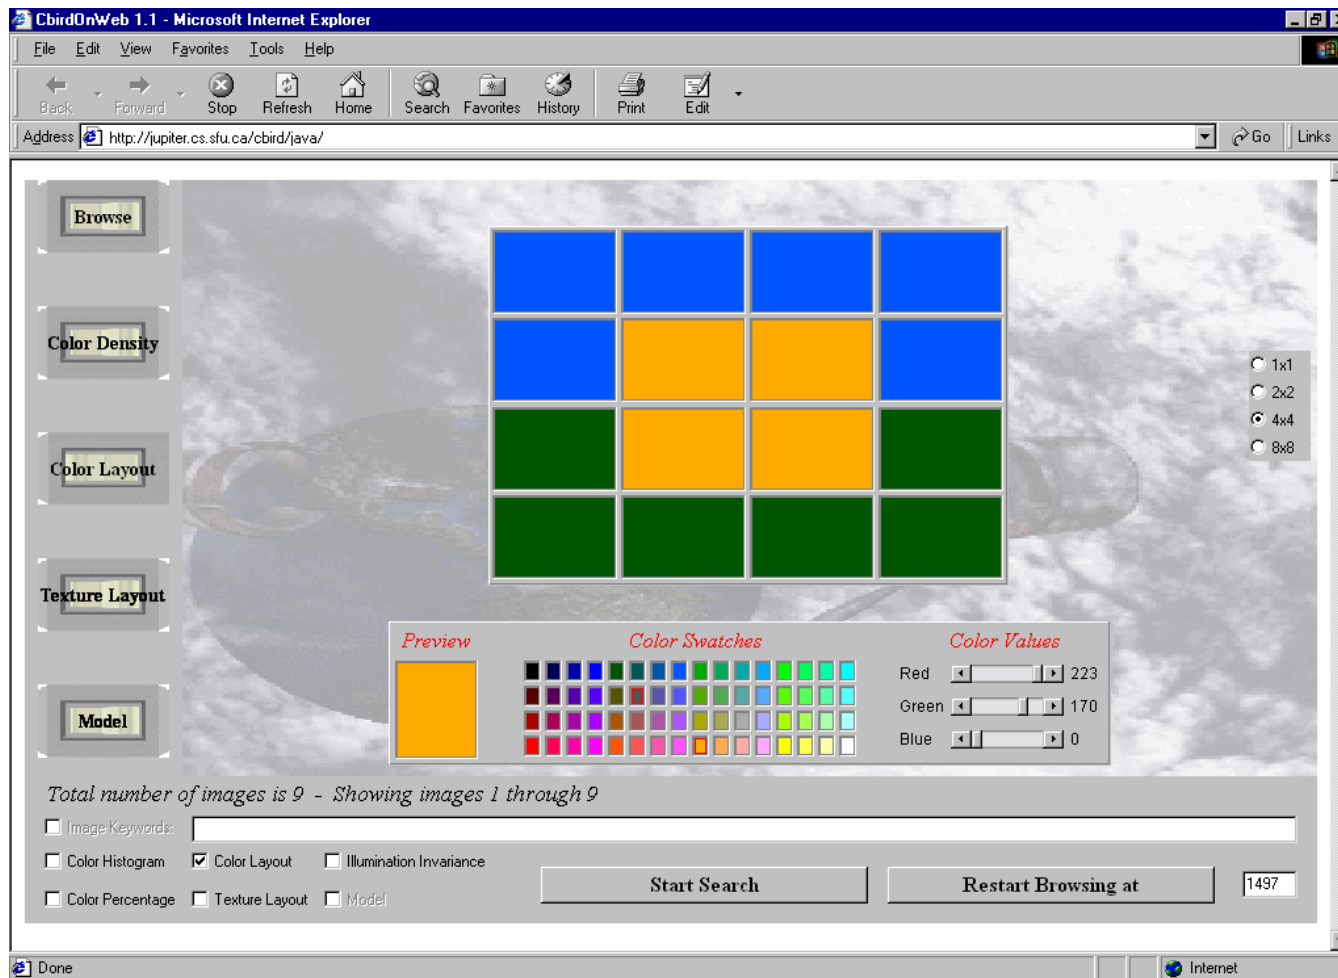 CbirdOnWeb 1.1 - Microsoft Internet Explorer
File Edit View Favorites Tools Help
Back Forward Stop Refresh Home Search Favorites History Print Edit
Address http://jupiter.cs.sfu.ca/cbird/java/ Go Links
Browse
Color Density
Color Layout
Texture Layout
Model
1x1
2x2
4x4
8x8
Preview Color Swatches Color Values
Red 223
Green 170
Blue 0
Total number of images is 9 - Showing images 1 through 9
Image Keywords:
Color Histogram Color Layout Illumination Invariance
Color Percentage Texture Layout Model
Start Search Restart Browsing at 1497
Done Internet